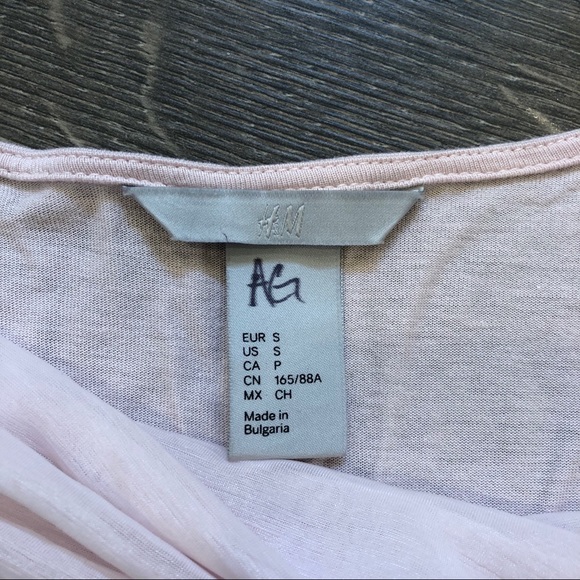 H&M
AG
EUR S
US S
CA P
CN 165/88A
MX CH
Made in
Bulgaria